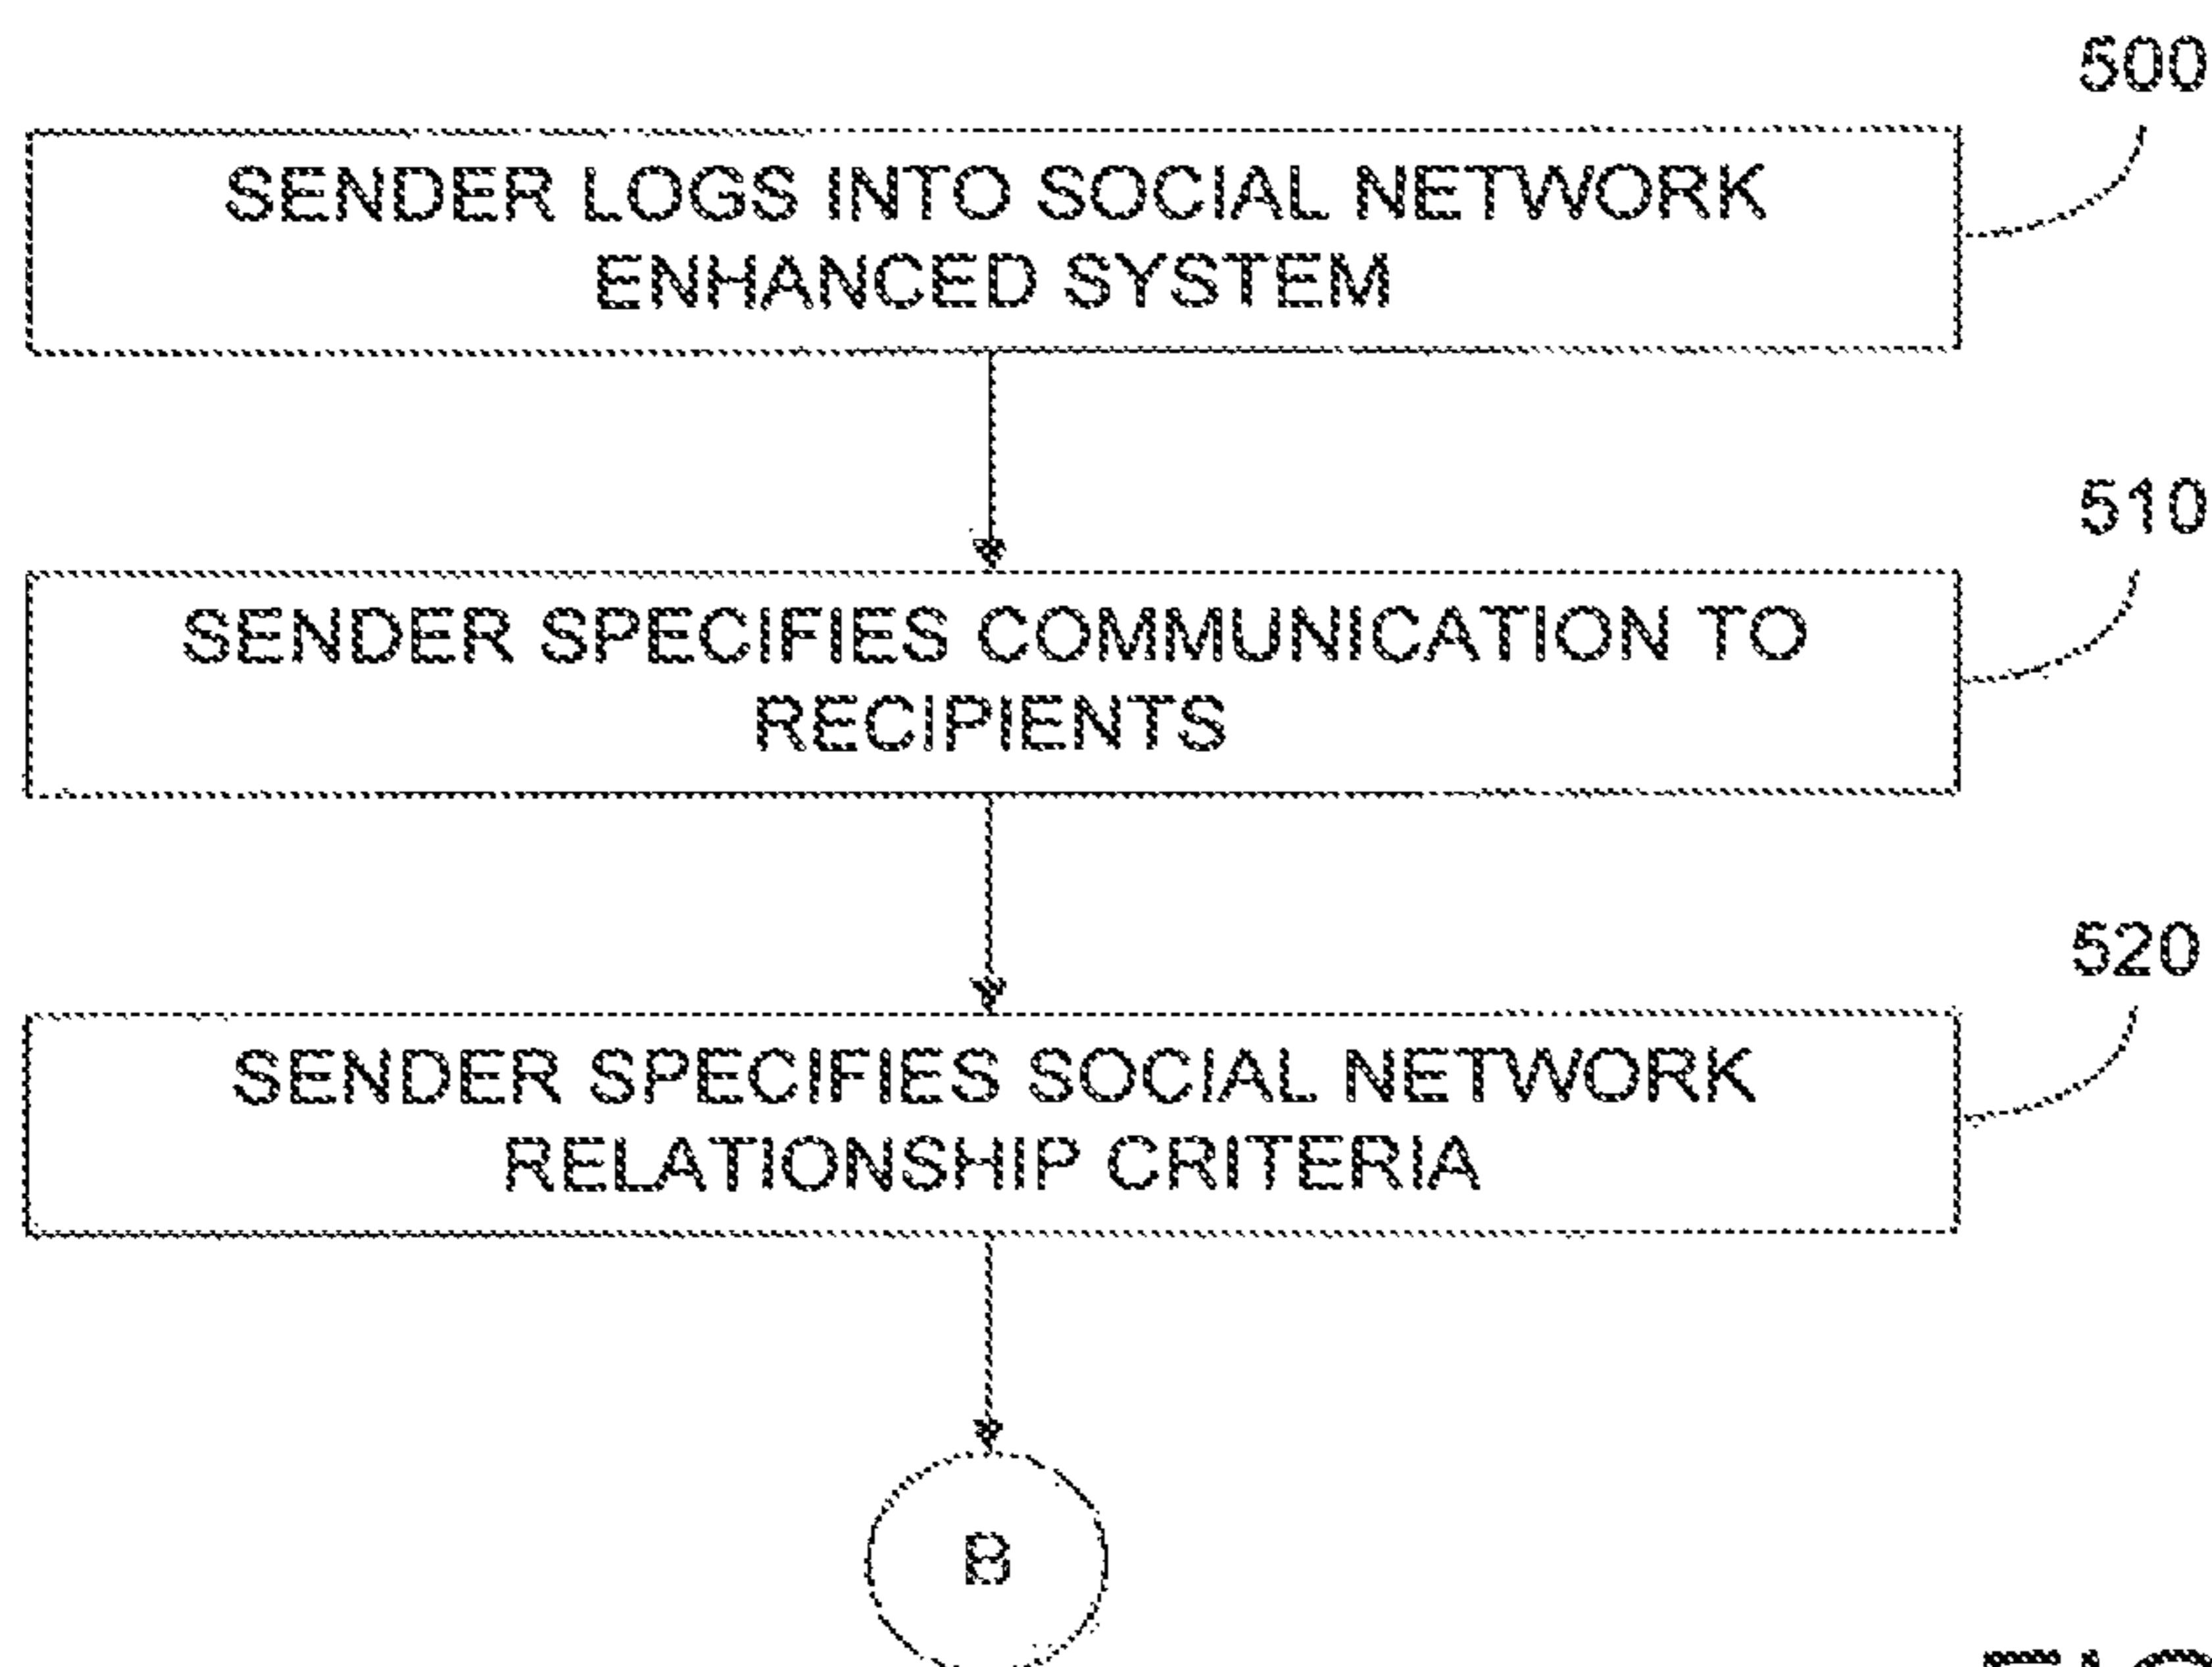 500
SENDER LOGS INTO SOCIAL NETWORK
ENHANCED SYSTEM
510
SENDER SPECIFIES COMMUNICATION TO
RECIPIENTS
520
SENDER SPECIFIES SOCIAL NETWORK
RELATIONSHIP CRITERIA
B